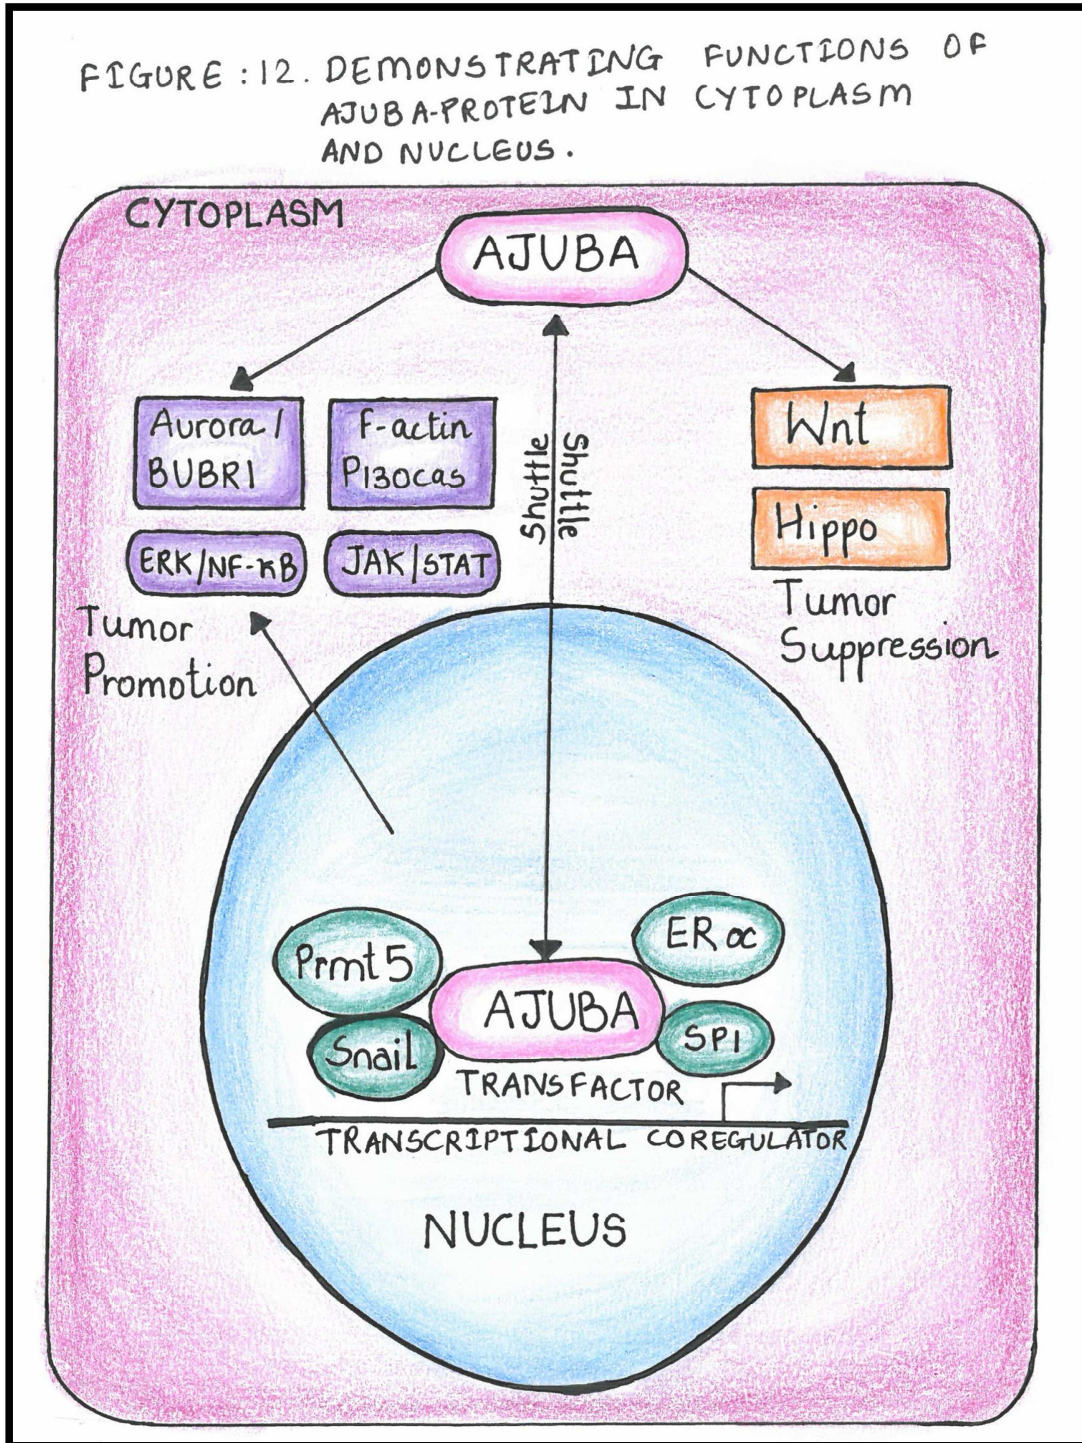 FIGURE : 12. DEMONSTRATING FUNCTIONS OF
AJUBA-PROTEIN IN CYTOPLASM
AND NUCLEUS.
CYTOPLASM
AJUBA
Aurora/
BUBR1
F-actin
P130cas
ERK/NF-κB
JAK/STAT
Tumor
Promotion
Shuttle
Shuttle
Wnt
Hippo
Tumor
Suppression
Prmt5
Snail
AJUBA
ERα
SP1
TRANSFACTOR
TRANSCRIPTIONAL COREGULATOR
NUCLEUS